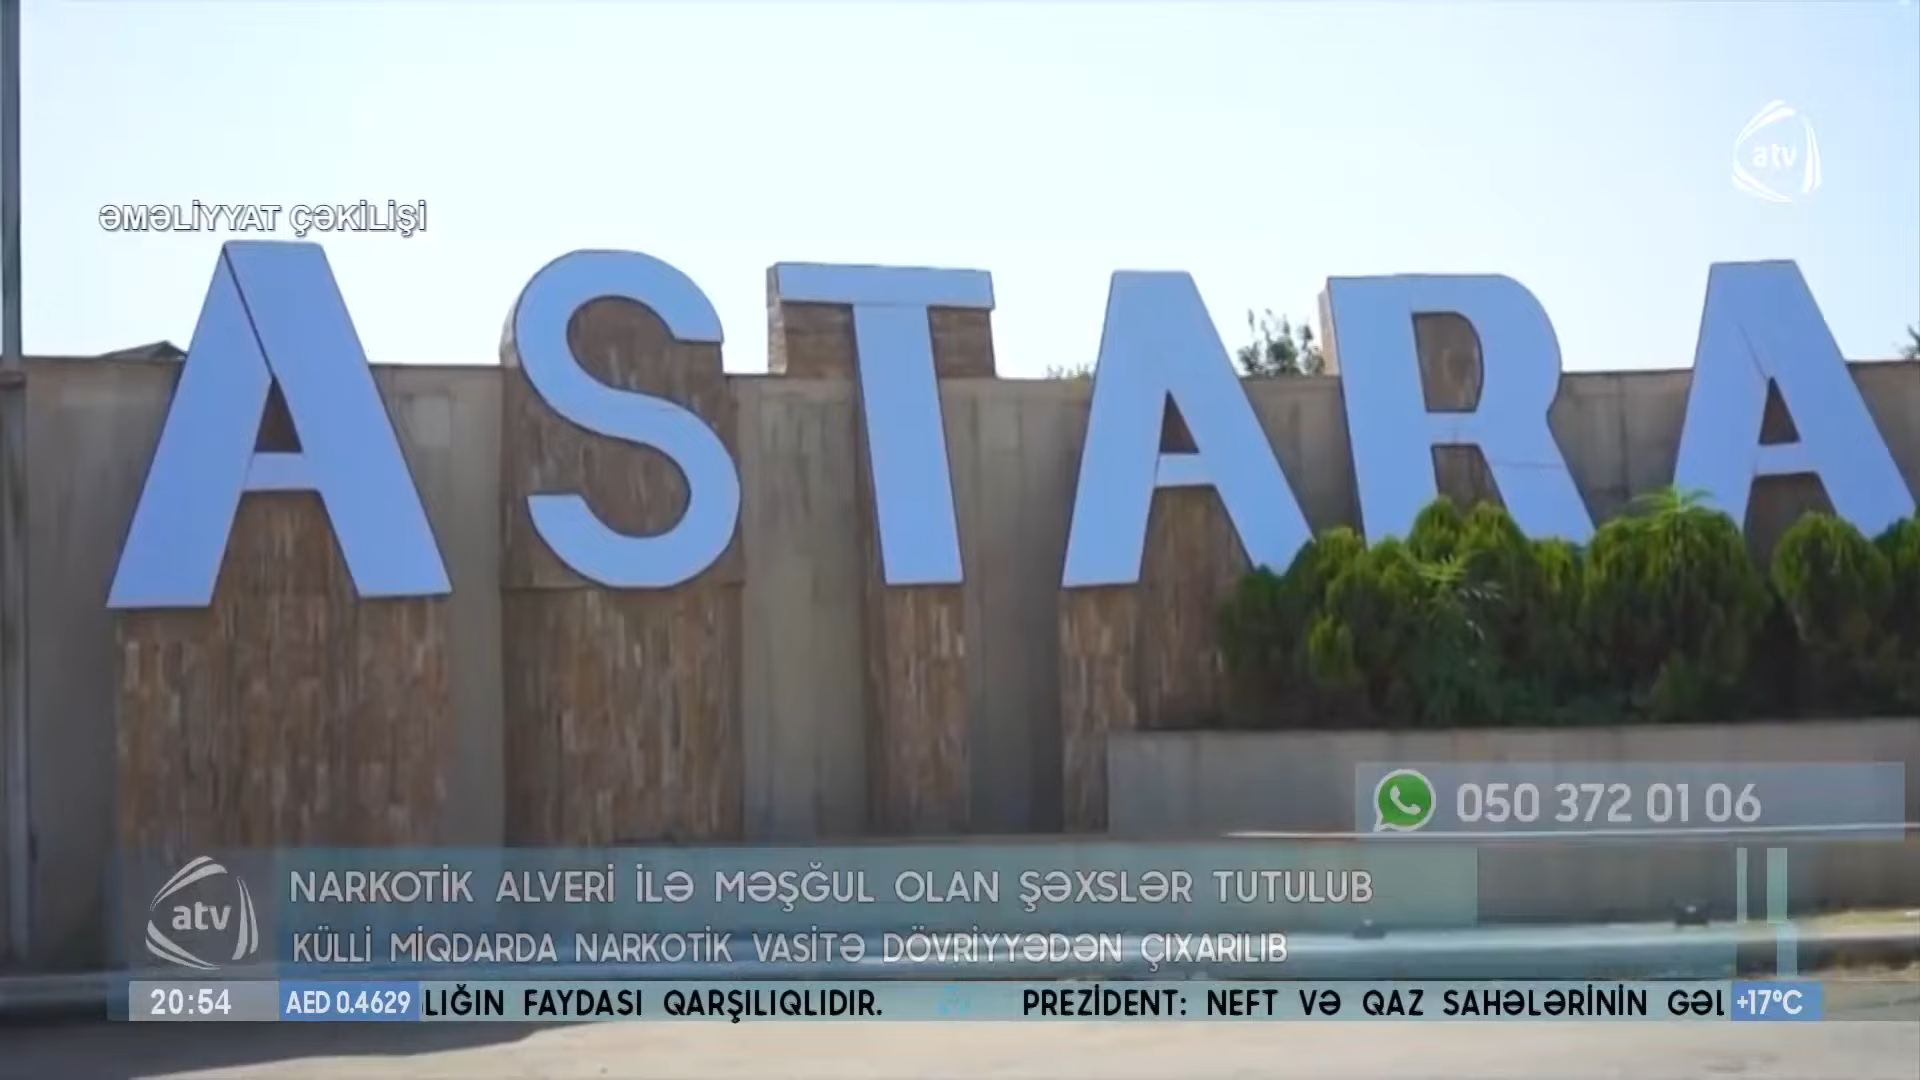 atv
ƏMƏLİYYAT ÇƏKİLİŞİ
ASTARA
050 372 01 06
atv
NARKOTİK ALVERİ İLƏ MƏŞĞUL OLAN ŞƏXSLƏR TUTULUB
KÜLLİ MİQDARDA NARKOTİK VASİTƏ DÖVRİYYƏDƏN ÇIXARILIB
20:54 AED 0.4629 LIĞIN FAYDASI QARŞILIQLIDIR. PREZİDENT: NEFT VƏ QAZ SAHƏLƏRİNİN GƏL +17°C